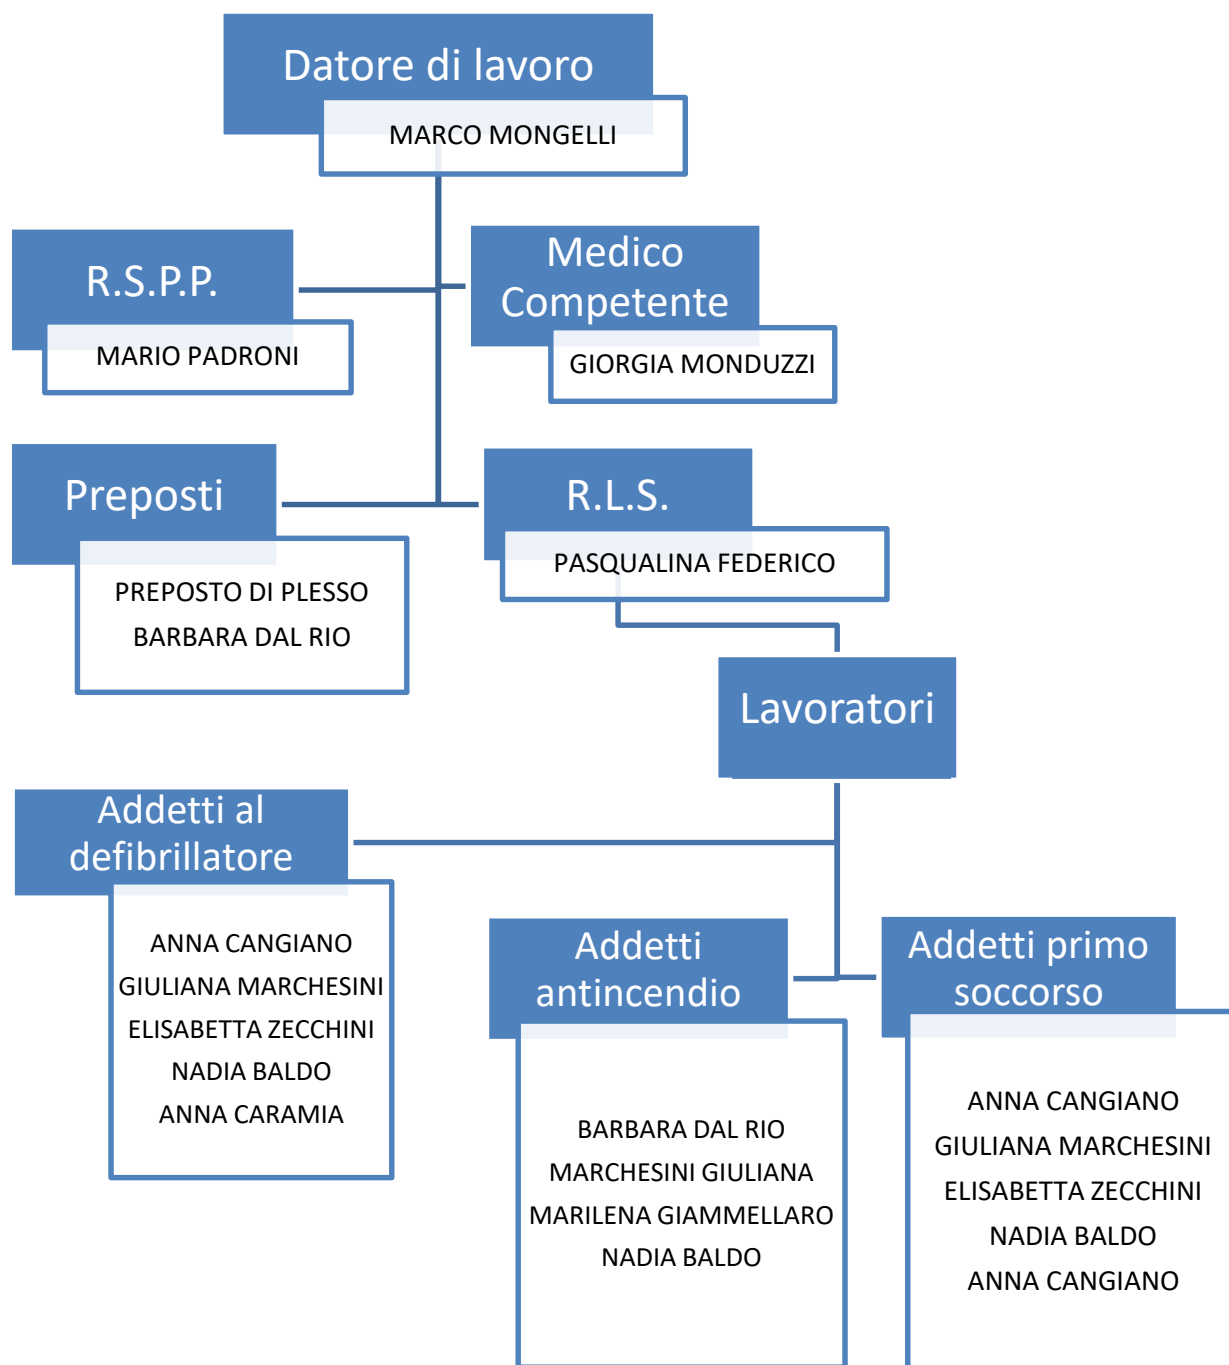 Datore di lavoro
MARCO MONGELLI
R.S.P.P.
MARIO PADRONI
Medico
Competente
GIORGIA MONDUZZI
Preposti
PREPOSTO DI PLESSO
BARBARA DAL RIO
R.L.S.
PASQUALINA FEDERICO
Lavoratori
Addetti al
defibrillatore
ANNA CANGIANO
GIULIANA MARCHESINI
ELISABETTA ZECCHINI
NADIA BALDO
ANNA CARAMIA
Addetti
antincendio
BARBARA DAL RIO
MARCHESINI GIULIANA
MARILENA GIAMMELLARO
NADIA BALDO
Addetti primo
soccorso
ANNA CANGIANO
GIULIANA MARCHESINI
ELISABETTA ZECCHINI
NADIA BALDO
ANNA CANGIANO